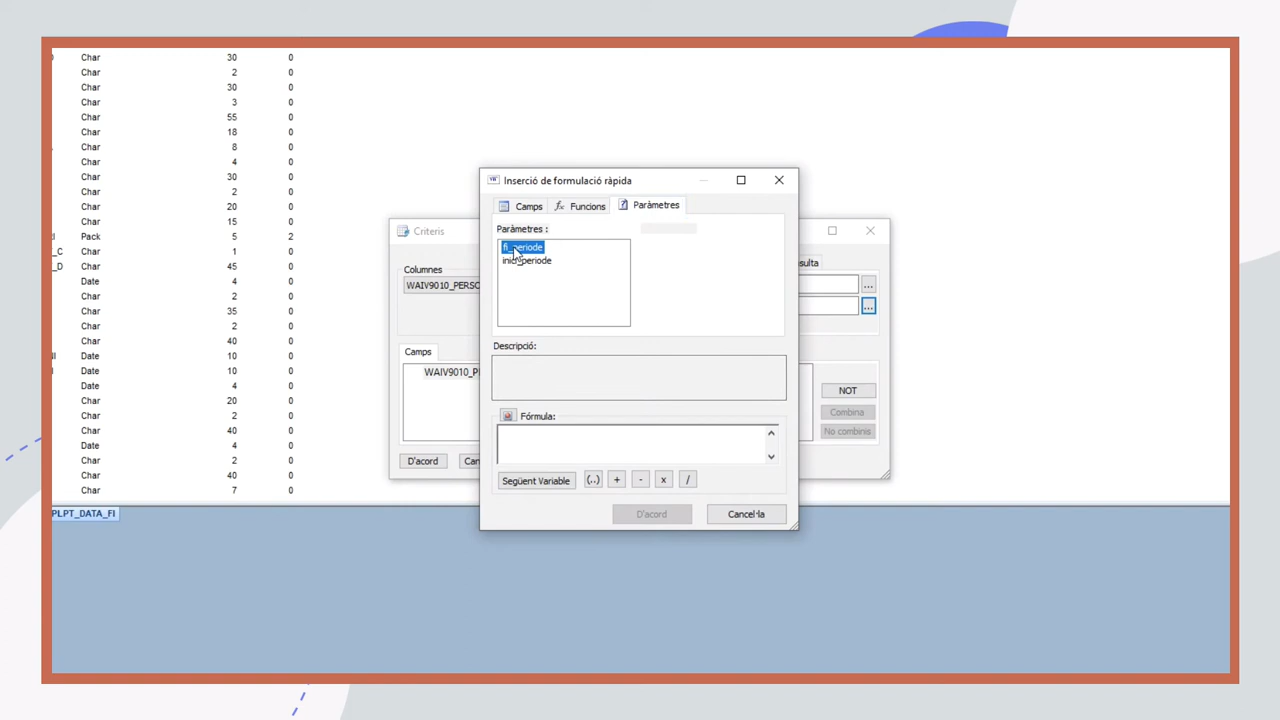 Char 30 0
Char 2 0
Char 30 0
Char 3 0
Char 55 0
Char 18 0
Char 8 0
Char 4 0
Char 30 0
Char 2 0
Char 20 0
Char 15 0
Pack 5 2
_C Char 1 0
_D Char 45 0
Date 4 0
Char 2 0
Char 35 0
Char 2 0
Char 40 0
Date 10 0
Date 10 0
Date 4 0
Char 20 0
Char 2 0
Char 40 0
Date 4 0
Char 2 0
Char 40 0
Char 7 0
PLPT_DATA_FI
Criteris
Columnes
WAIV9010_PERSO
Camps
WAIV9010_P
D'acord
Can
sulta
...
...
NOT
Combina
No combinis
Inserció de formulació ràpida
Camps Funcions Paràmetres
Paràmetres :
fi_periode
inici_periode
Descripció:
Fórmula:
Següent Variable (..) + - x /
D'acord Cancel·la